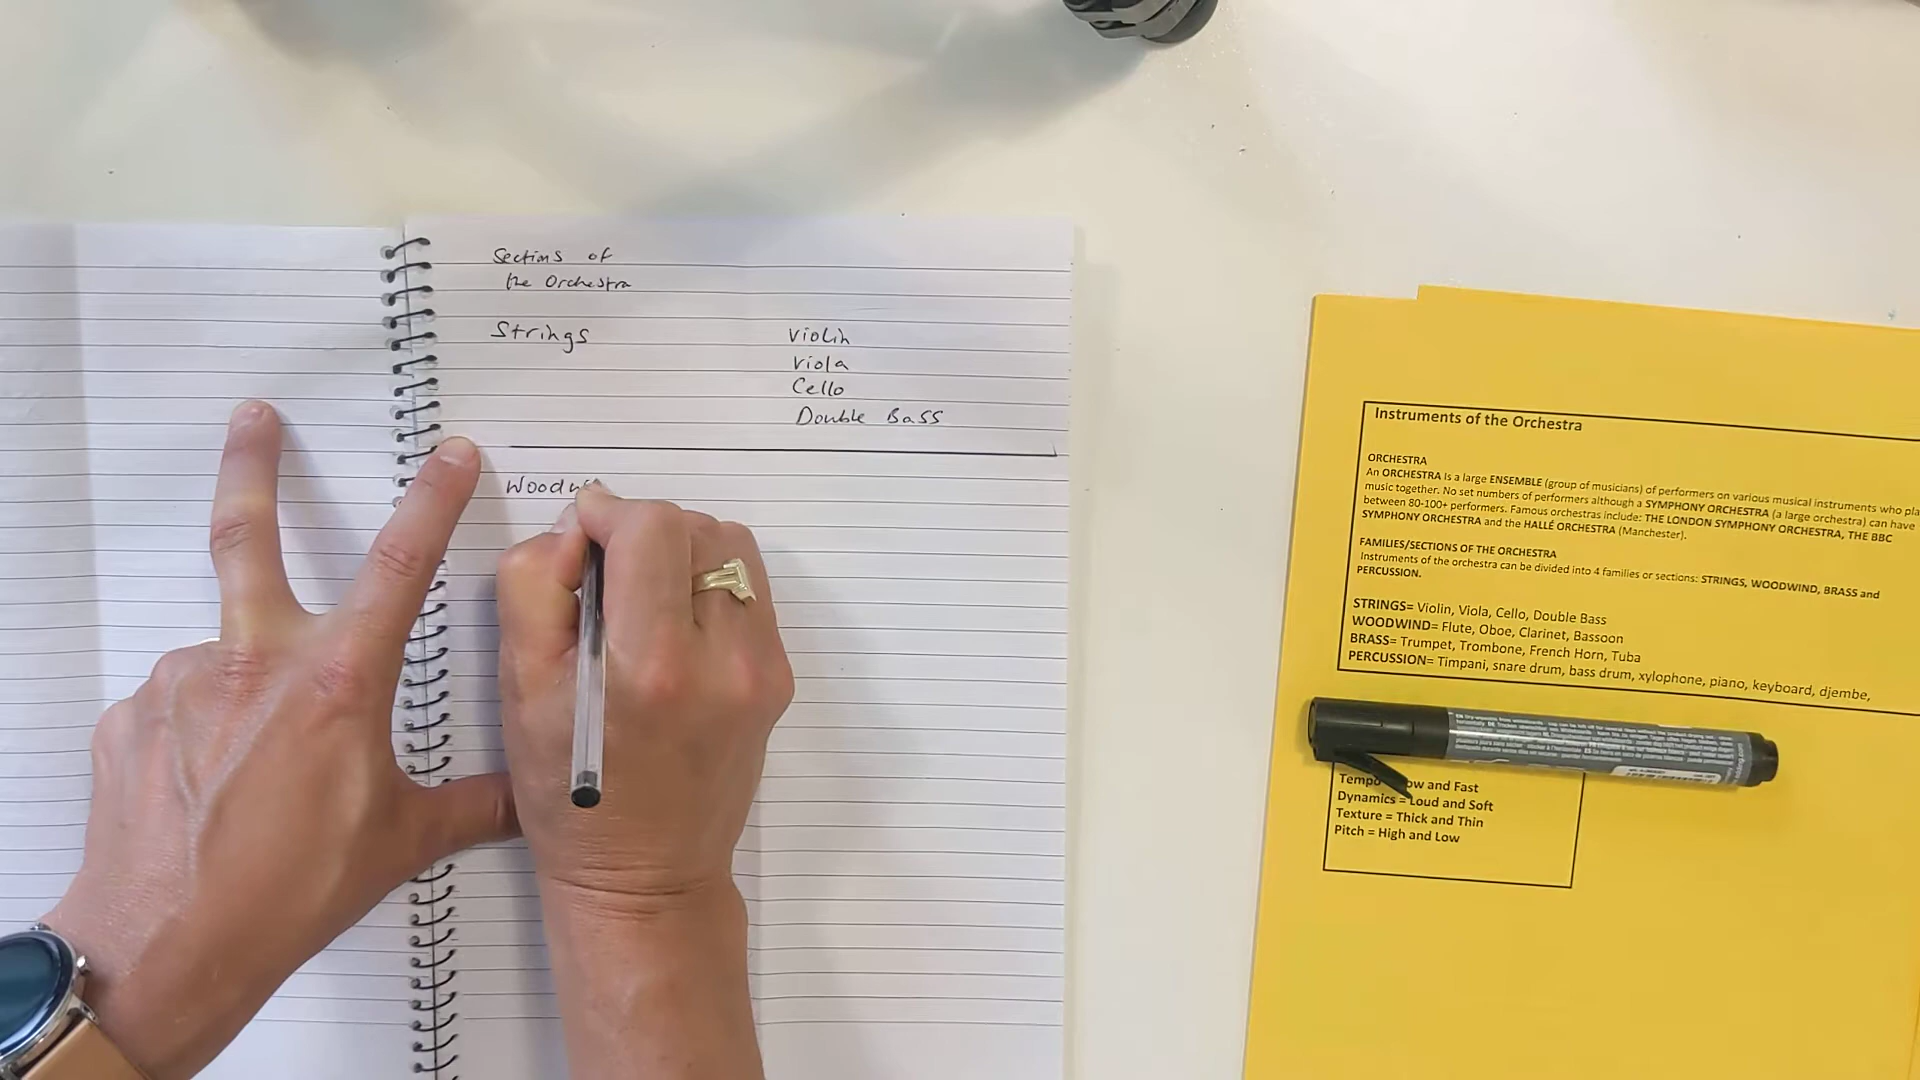 Sections of
the Orchestra
Strings
Violin
Viola
Cello
Double Bass
Woodw
Instruments of the Orchestra
ORCHESTRA
An ORCHESTRA is a large ENSEMBLE (group of musicians) of performers on various musical instruments who pla
music together. No set numbers of performers although a SYMPHONY ORCHESTRA (a large orchestra) can have
between 80-100+ performers. Famous orchestras include: THE LONDON SYMPHONY ORCHESTRA, THE BBC
SYMPHONY ORCHESTRA and the HALLÉ ORCHESTRA (Manchester).
FAMILIES/SECTIONS OF THE ORCHESTRA
Instruments of the orchestra can be divided into 4 families or sections: STRINGS, WOODWIND, BRASS and
PERCUSSION.
STRINGS= Violin, Viola, Cello, Double Bass
WOODWIND= Flute, Oboe, Clarinet, Bassoon
BRASS= Trumpet, Trombone, French Horn, Tuba
PERCUSSION= Timpani, snare drum, bass drum, xylophone, piano, keyboard, djembe,
Tempo ow and Fast
Dynamics = Loud and Soft
Texture = Thick and Thin
Pitch = High and Low